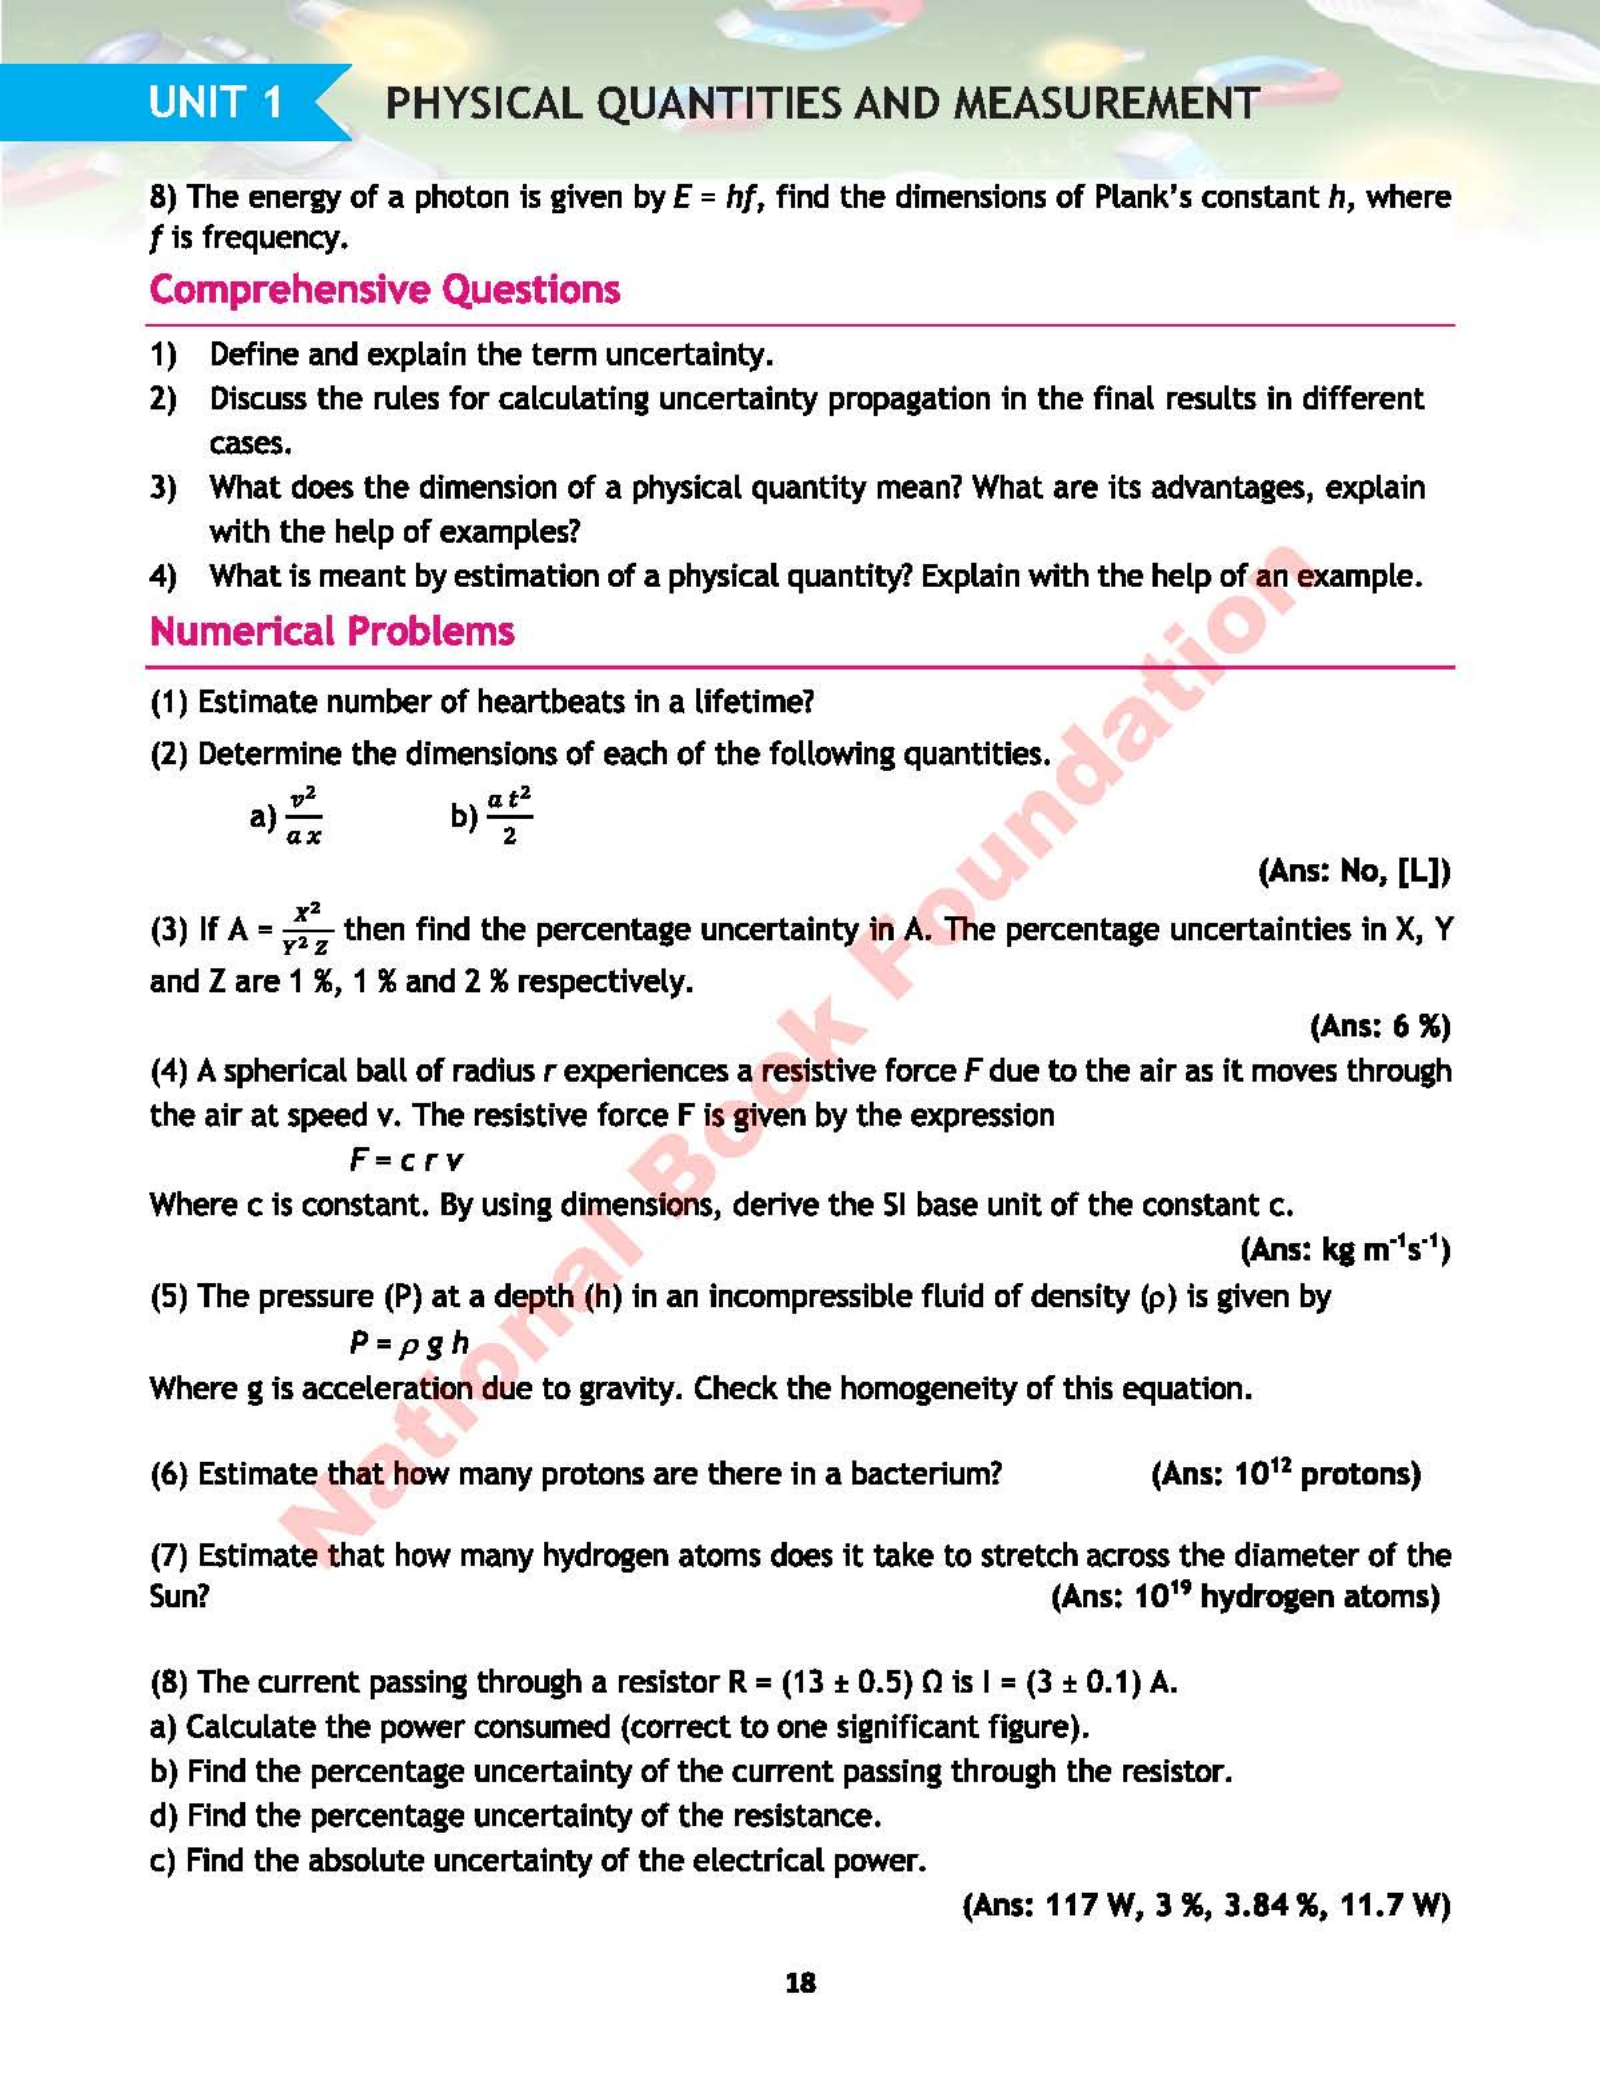 UNIT 1
PHYSICAL QUANTITIES AND MEASUREMENT
8) The energy of a photon is given by E = hf, find the dimensions of Plank's constant h, where
f is frequency.
Comprehensive Questions
1) Define and explain the term uncertainty.
2) Discuss the rules for calculating uncertainty propagation in the final results in different
cases.
3) What does the dimension of a physical quantity mean? What are its advantages, explain
with the help of examples?
4) What is meant by estimation of a physical quantity? Explain with the help of an example.
Numerical Problems
(1) Estimate number of heartbeats in a lifetime?
(2) Determine the dimensions of each of the following quantities.
a) v²/a x b) a t²/2
(Ans: No, [L])
(3) If A = X²/Y² Z then find the percentage uncertainty in A. The percentage uncertainties in X, Y
and Z are 1 %, 1 % and 2 % respectively.
(Ans: 6 %)
(4) A spherical ball of radius r experiences a resistive force F due to the air as it moves through
the air at speed v. The resistive force F is given by the expression
F = c r v
Where c is constant. By using dimensions, derive the SI base unit of the constant c.
(Ans: kg m⁻¹s⁻¹)
(5) The pressure (P) at a depth (h) in an incompressible fluid of density (ρ) is given by
P = ρ g h
Where g is acceleration due to gravity. Check the homogeneity of this equation.
(6) Estimate that how many protons are there in a bacterium? (Ans: 10¹² protons)
(7) Estimate that how many hydrogen atoms does it take to stretch across the diameter of the
Sun? (Ans: 10¹⁹ hydrogen atoms)
(8) The current passing through a resistor R = (13 ± 0.5) Ω is I = (3 ± 0.1) A.
a) Calculate the power consumed (correct to one significant figure).
b) Find the percentage uncertainty of the current passing through the resistor.
d) Find the percentage uncertainty of the resistance.
c) Find the absolute uncertainty of the electrical power.
(Ans: 117 W, 3 %, 3.84 %, 11.7 W)
18
National Book Foundation